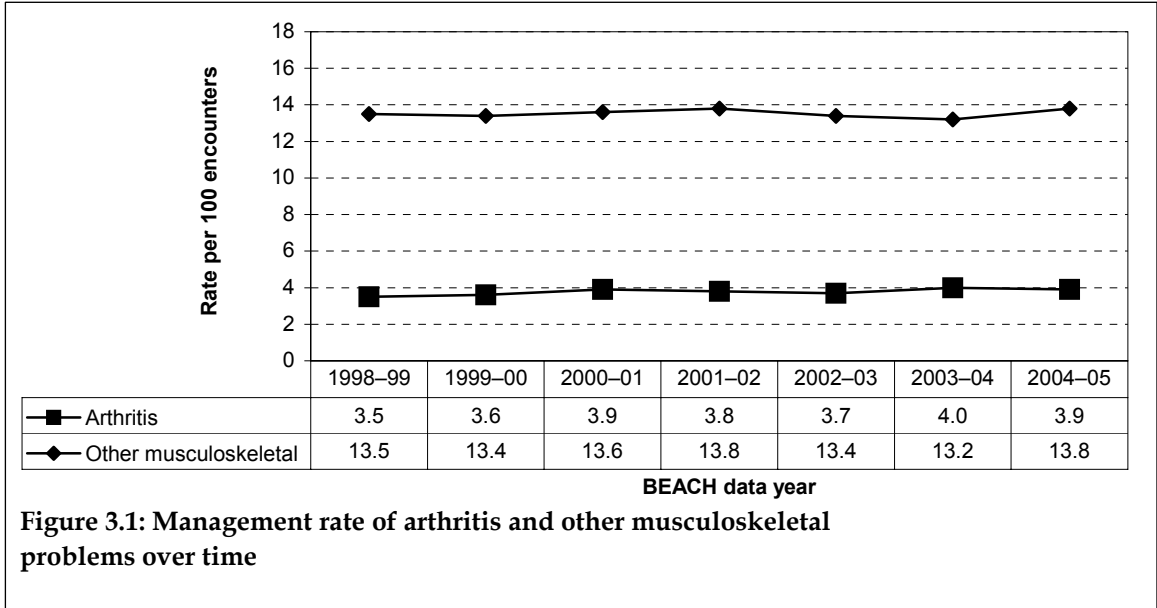 Rate per 100 encounters
18
16
14
12
10
8
6
4
2
0
1998–99 1999–00 2000–01 2001–02 2002–03 2003–04 2004–05
Arthritis 3.5 3.6 3.9 3.8 3.7 4.0 3.9
Other musculoskeletal 13.5 13.4 13.6 13.8 13.4 13.2 13.8
BEACH data year
Figure 3.1: Management rate of arthritis and other musculoskeletal
problems over time